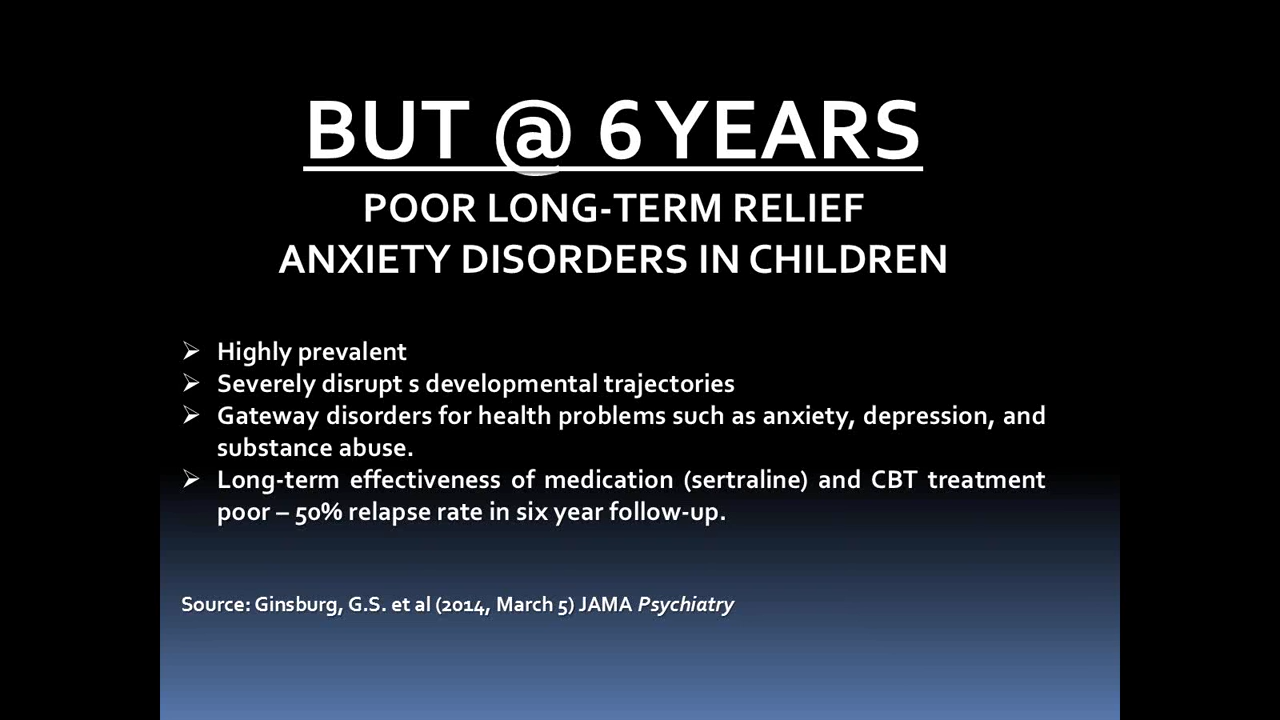 BUT @ 6 YEARS
POOR LONG-TERM RELIEF
ANXIETY DISORDERS IN CHILDREN
➢ Highly prevalent
➢ Severely disrupt s developmental trajectories
➢ Gateway disorders for health problems such as anxiety, depression, and
substance abuse.
➢ Long-term effectiveness of medication (sertraline) and CBT treatment
poor – 50% relapse rate in six year follow-up.
Source: Ginsburg, G.S. et al (2014, March 5) JAMA Psychiatry